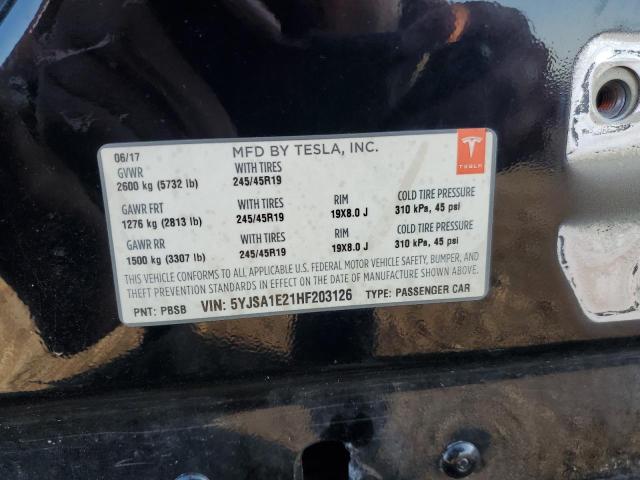 06/17 MFD BY TESLA, INC. TESLA
GVWR WITH TIRES
2600 kg (5732 lb) 245/45R19
GAWR FRT WITH TIRES RIM COLD TIRE PRESSURE
1276 kg (2813 lb) 245/45R19 19X8.0 J 310 kPa, 45 psi
GAWR RR WITH TIRES RIM COLD TIRE PRESSURE
1500 kg (3307 lb) 245/45R19 19X8.0 J 310 kPa, 45 psi
THIS VEHICLE CONFORMS TO ALL APPLICABLE U.S. FEDERAL MOTOR VEHICLE SAFETY, BUMPER, AND
THEFT PREVENTION STANDARDS IN EFFECT ON THE DATE OF MANUFACTURE SHOWN ABOVE.
PNT: PBSB VIN: 5YJSA1E21HF203126 TYPE: PASSENGER CAR